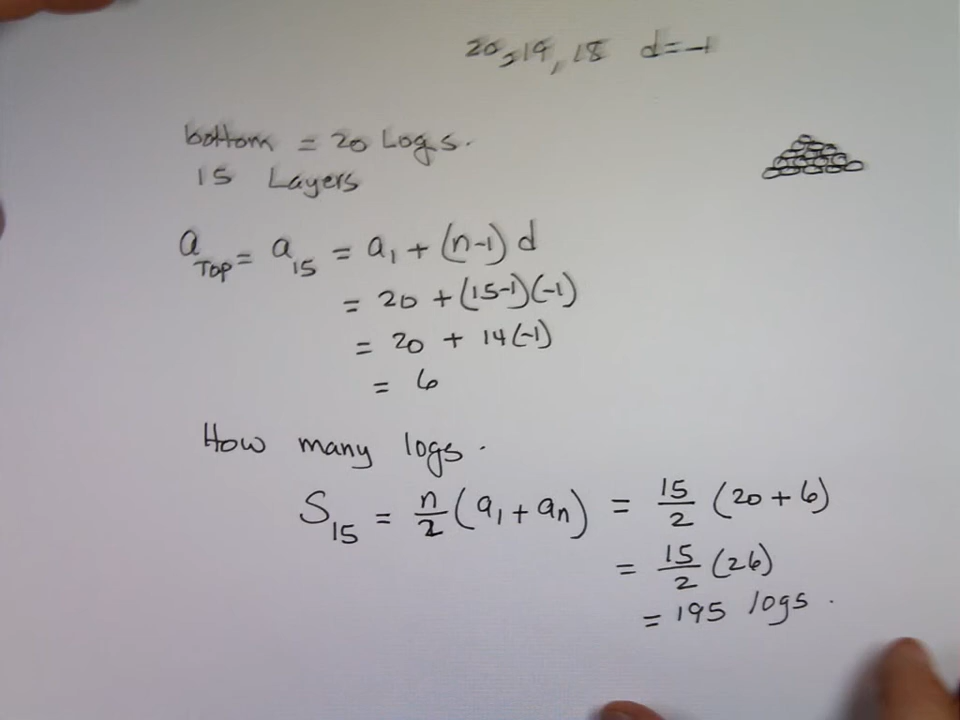 20, 19, 18 d=-1
bottom = 20 Logs.
15 Layers
a_Top = a_15 = a_1 + (n-1) d
= 20 + (15-1)(-1)
= 20 + 14(-1)
= 6
How many logs.
S_15 = n/2 (a_1 + a_n) = 15/2 (20+6)
= 15/2 (26)
= 195 logs.